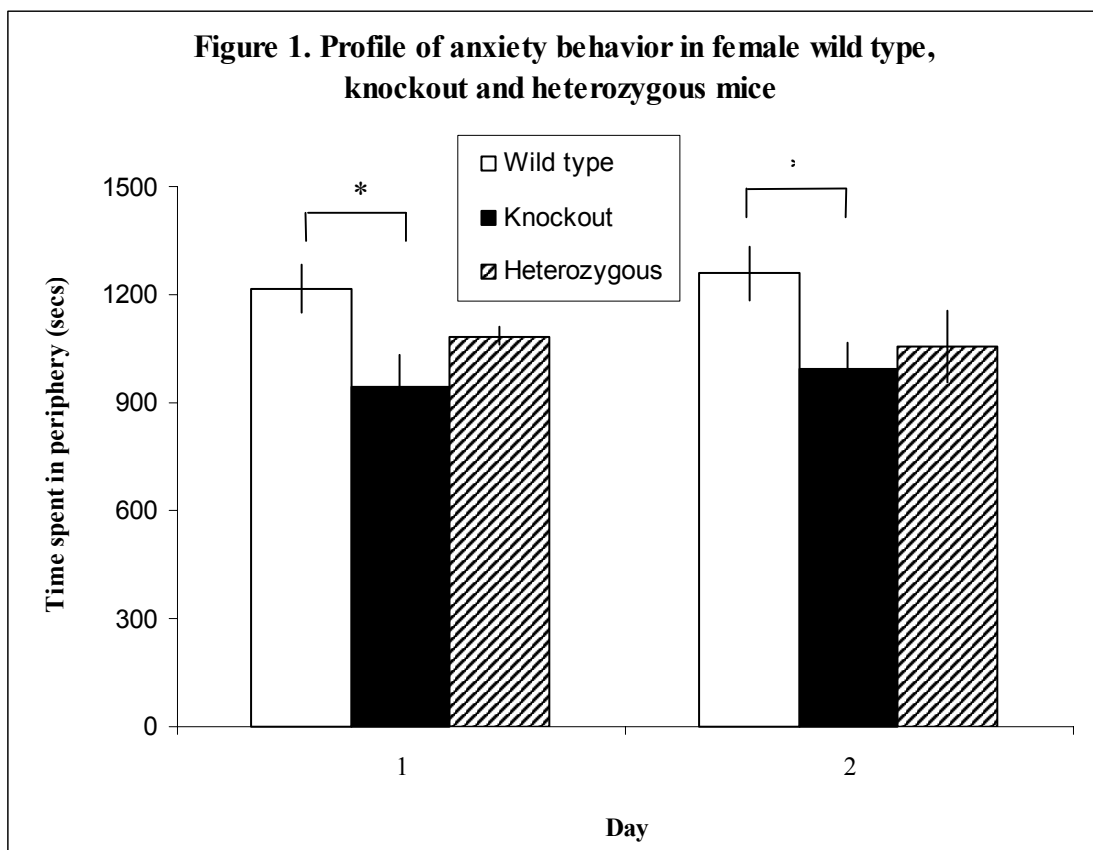 Figure 1. Profile of anxiety behavior in female wild type,
knockout and heterozygous mice
Wild type
Knockout
Heterozygous
*
Time spent in periphery (secs)
1500
1200
900
600
300
0
1
2
Day